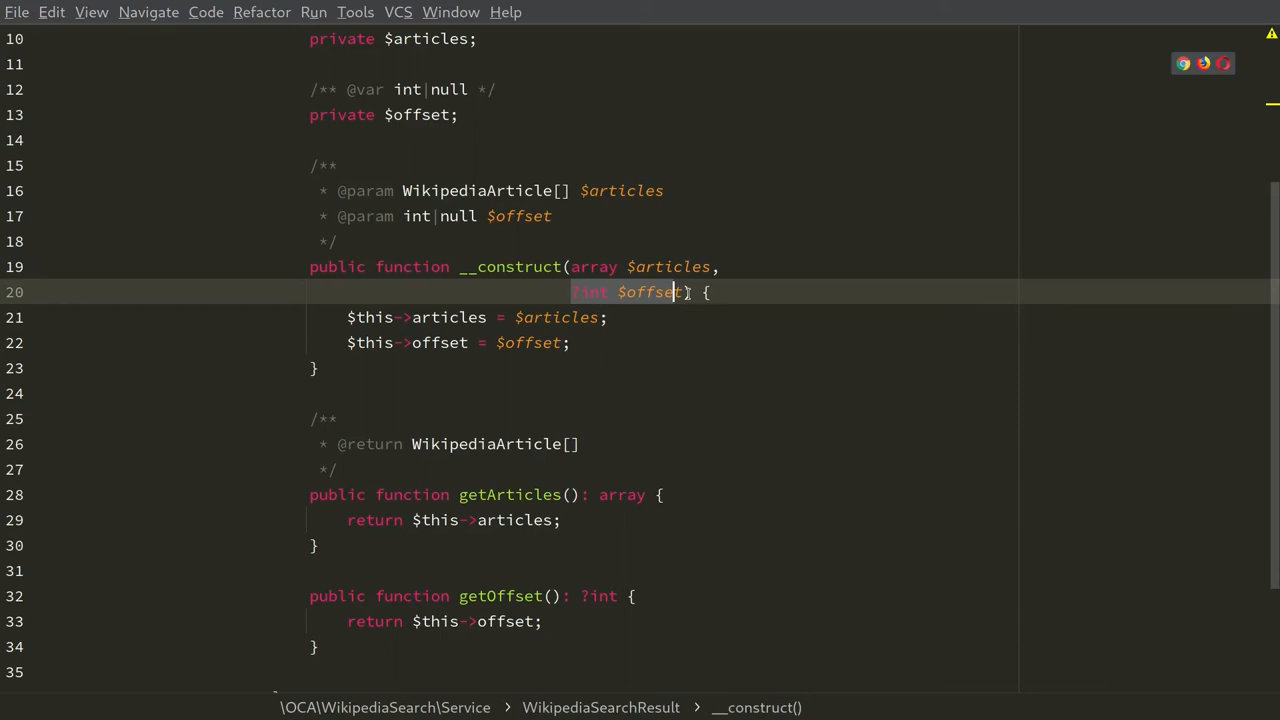 File Edit View Navigate Code Refactor Run Tools VCS Window Help
10 private $articles;
11
12 /** @var int|null */
13 private $offset;
14
15 /**
16 * @param WikipediaArticle[] $articles
17 * @param int|null $offset
18 */
19 public function __construct(array $articles,
20 ?int $offset) {
21 $this->articles = $articles;
22 $this->offset = $offset;
23 }
24
25 /**
26 * @return WikipediaArticle[]
27 */
28 public function getArticles(): array {
29 return $this->articles;
30 }
31
32 public function getOffset(): ?int {
33 return $this->offset;
34 }
35
\OCA\WikipediaSearch\Service > WikipediaSearchResult > __construct()